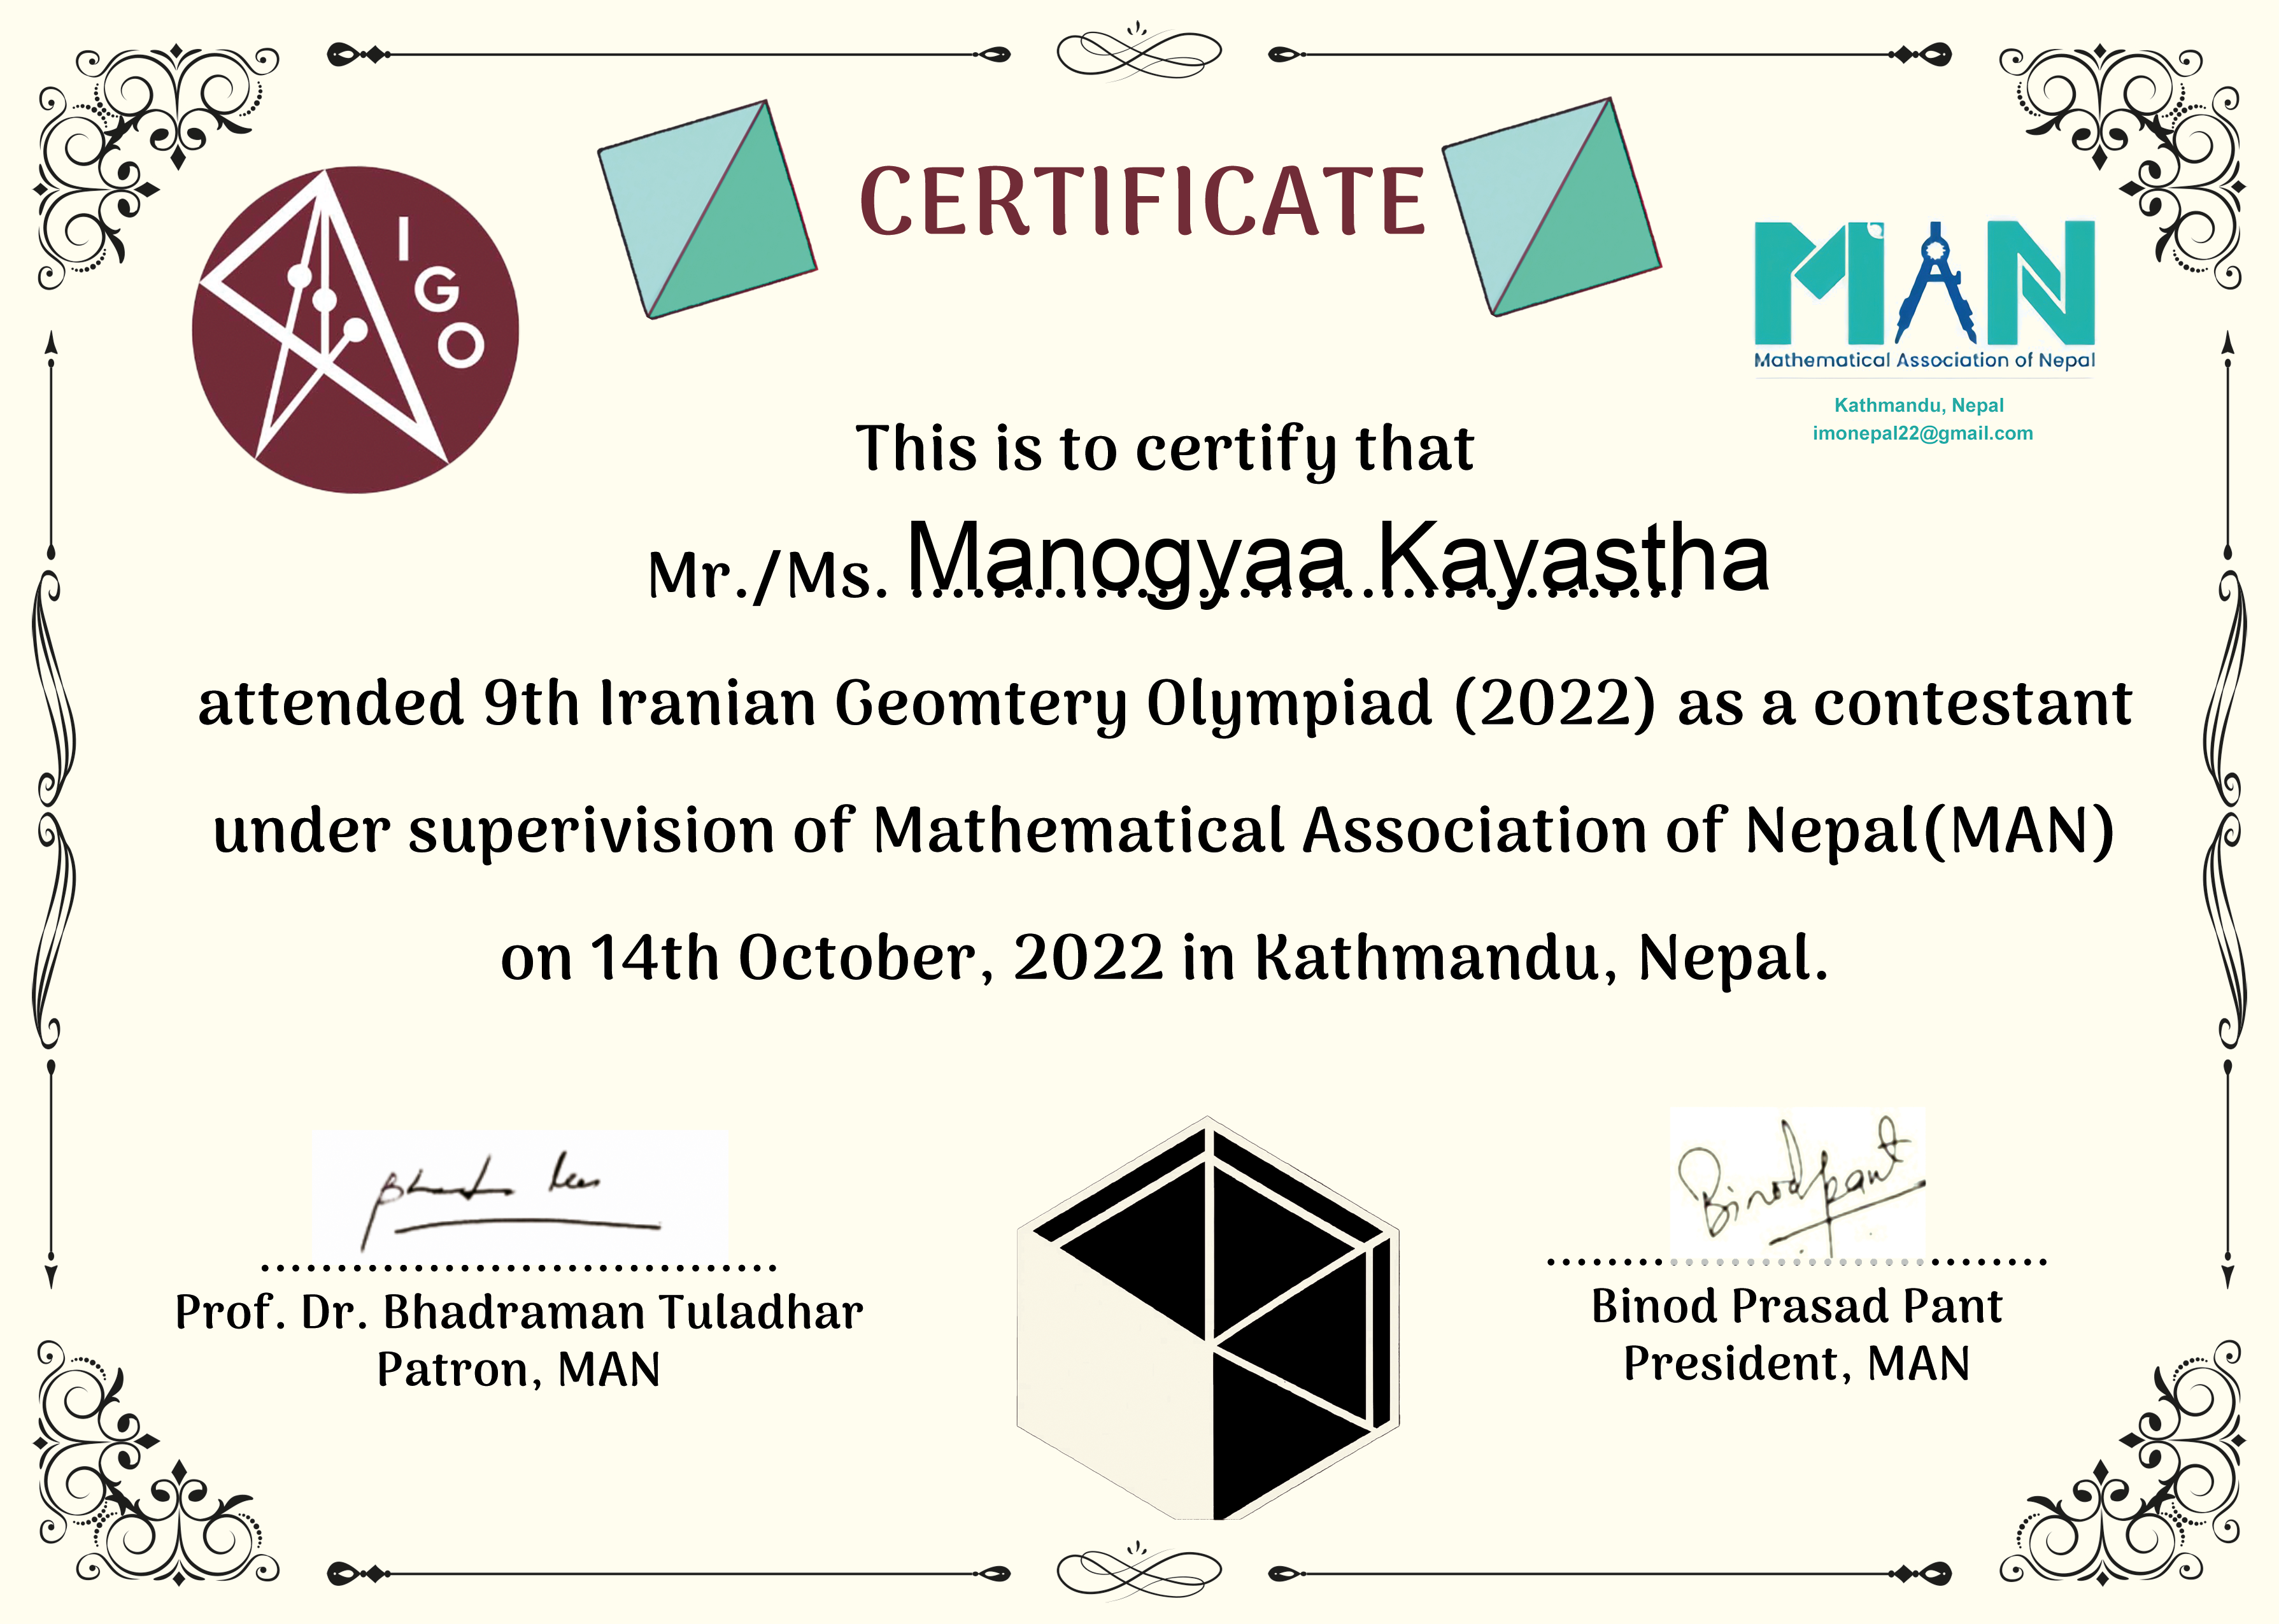 CERTIFICATE
I
G
O
MAN
Mathematical Association of Nepal
Kathmandu, Nepal
imonepal22@gmail.com
This is to certify that
Mr./Ms. Manogyaa Kayastha
attended 9th Iranian Geomtery Olympiad (2022) as a contestant
under superivision of Mathematical Association of Nepal(MAN)
on 14th October, 2022 in Kathmandu, Nepal.
Binod Pant
Prof. Dr. Bhadraman Tuladhar
Patron, MAN
Binod Prasad Pant
President, MAN